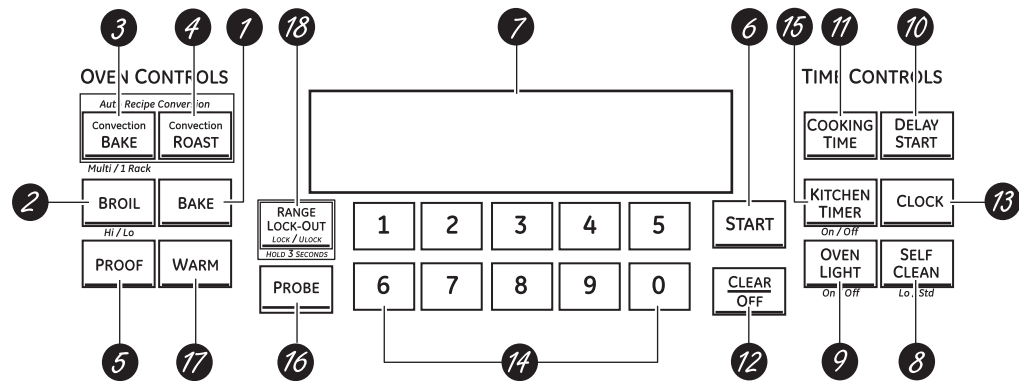 3 4 1 18 7 6 15 11 10
OVEN CONTROLS
TIME CONTROLS
Auto Recipe Conversion
Convection
BAKE
Convection
ROAST
COOKING
TIME
DELAY
START
Multi / 1 Rack
2
BROIL
BAKE
RANGE
LOCK-OUT
LOCK / ULOCK
HOLD 3 SECONDS
1 2 3 4 5
START
KITCHEN
TIMER
CLOCK
13
Hi / Lo
On / Off
PROOF
WARM
PROBE
6 7 8 9 0
CLEAR
OFF
OVEN
LIGHT
SELF
CLEAN
On / Off
Lo / Std
5 17 16 14 12 9 8